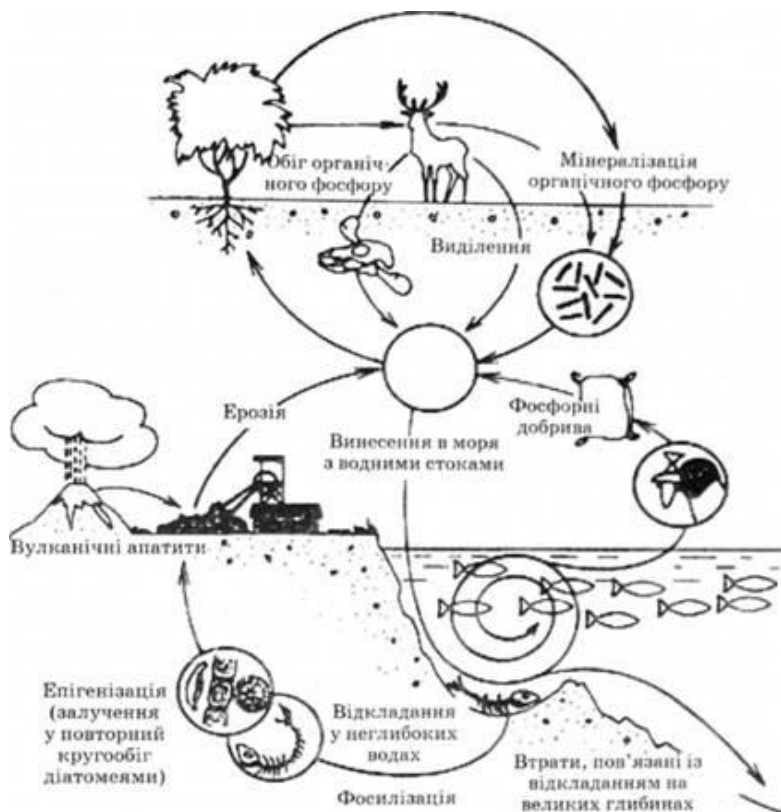 Обіг органіч-
ного фосфору
Мінералізація
органічного фосфору
Виділення
Ерозія
Фосфорні
добрива
Винесення в моря
з водними стоками
Вулканічні апатити
Епігенізація
(залучення
у повторний
кругообіг
діатомеями)
Відкладання
у неглибоких
водах
Фосилізація
Втрати, пов'язані із
відкладанням на
великих глибинах